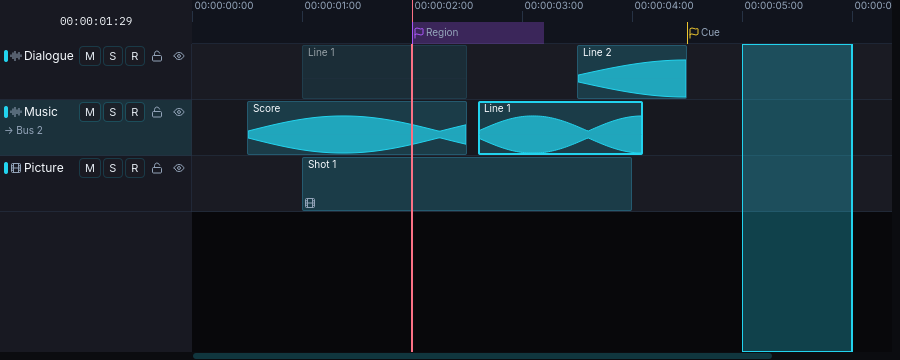 00:00:01:29
00:00:00:00 00:00:01:00 00:00:02:00 00:00:03:00 00:00:04:00 00:00:05:00 00:00:0
Region Cue
Dialogue M S R
Line 1 Line 2
Music M S R
→ Bus 2
Score Line 1
Picture M S R
Shot 1